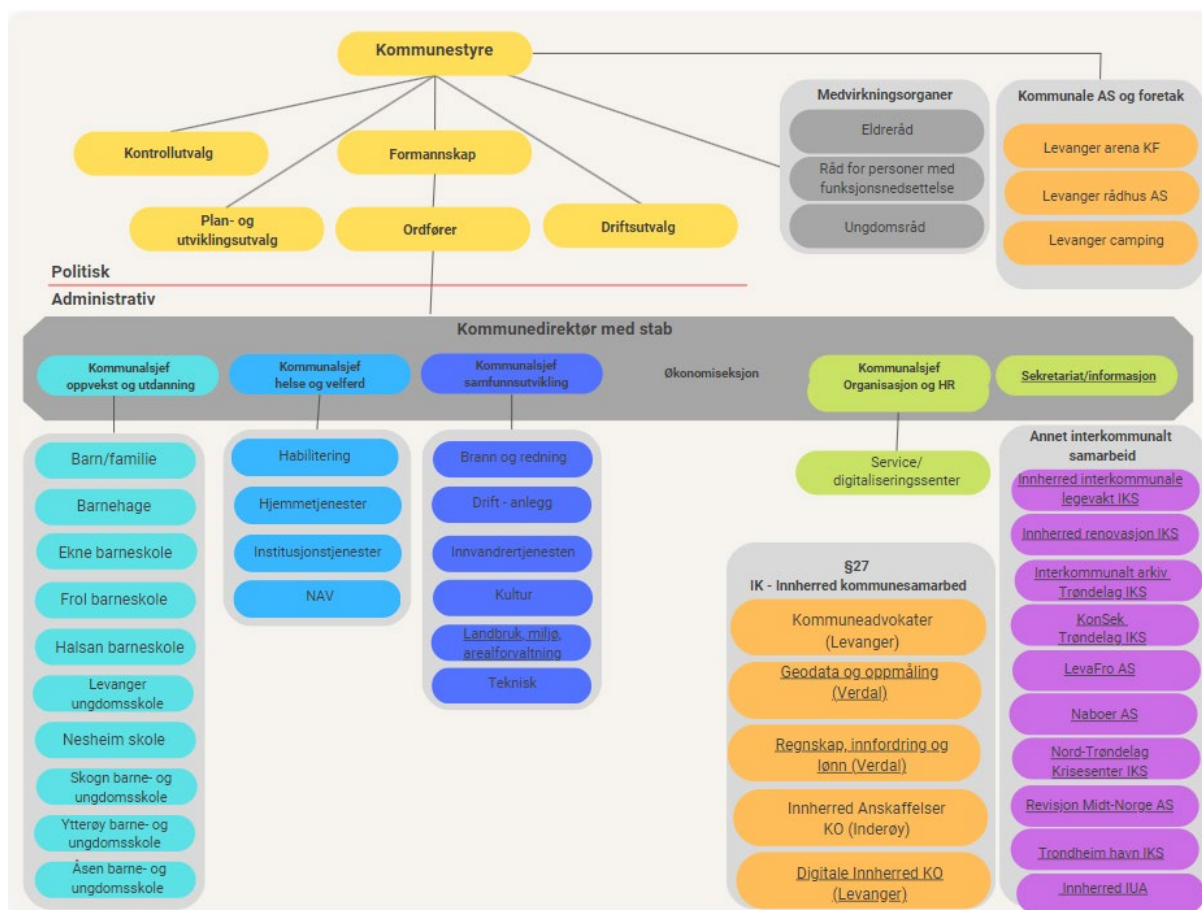 Kommunestyre
Medvirkningsorganer
Eldreråd
Råd for personer med
funksjonsnedsettelse
Ungdomsråd
Kommunale AS og foretak
Levanger arena KF
Levanger rådhus AS
Levanger camping
Kontrollutvalg
Formannskap
Plan- og
utviklingsutvalg
Ordfører
Driftsutvalg
Politisk
Administrativ
Kommunedirektør med stab
Kommunalsjef
oppvekst og utdanning
Kommunalsjef
helse og velferd
Kommunalsjef
samfunnsutvikling
Økonomiseksjon
Kommunalsjef
Organisasjon og HR
Sekretariat/informasjon
Barn/familie
Barnehage
Ekne barneskole
Frol barneskole
Halsan barneskole
Levanger
ungdomsskole
Nesheim skole
Skogn barne- og
ungdomsskole
Ytterøy barne- og
ungdomsskole
Åsen barne- og
ungdomsskole
Habilitering
Hjemmetjenester
Institusjonstjenester
NAV
Brann og redning
Drift - anlegg
Innvandrertjenesten
Kultur
Landbruk, miljø,
arealforvaltning
Teknisk
Service/
digitaliseringssenter
§27
IK - Innherred kommunesamarbed
Kommuneadvokater
(Levanger)
Geodata og oppmåling
(Verdal)
Regnskap, innfordring og
lønn (Verdal)
Innherred Anskaffelser
KO (Inderøy)
Digitale Innherred KO
(Levanger)
Annet interkommunalt
samarbeid
Innherred interkommunale
legevakt IKS
Innherred renovasjon IKS
Interkommunalt arkiv
Trøndelag IKS
KonSek
Trøndelag IKS
LevaFro AS
Naboer AS
Nord-Trøndelag
Krisesenter IKS
Revisjon Midt-Norge AS
Trondheim havn IKS
Innherred IUA